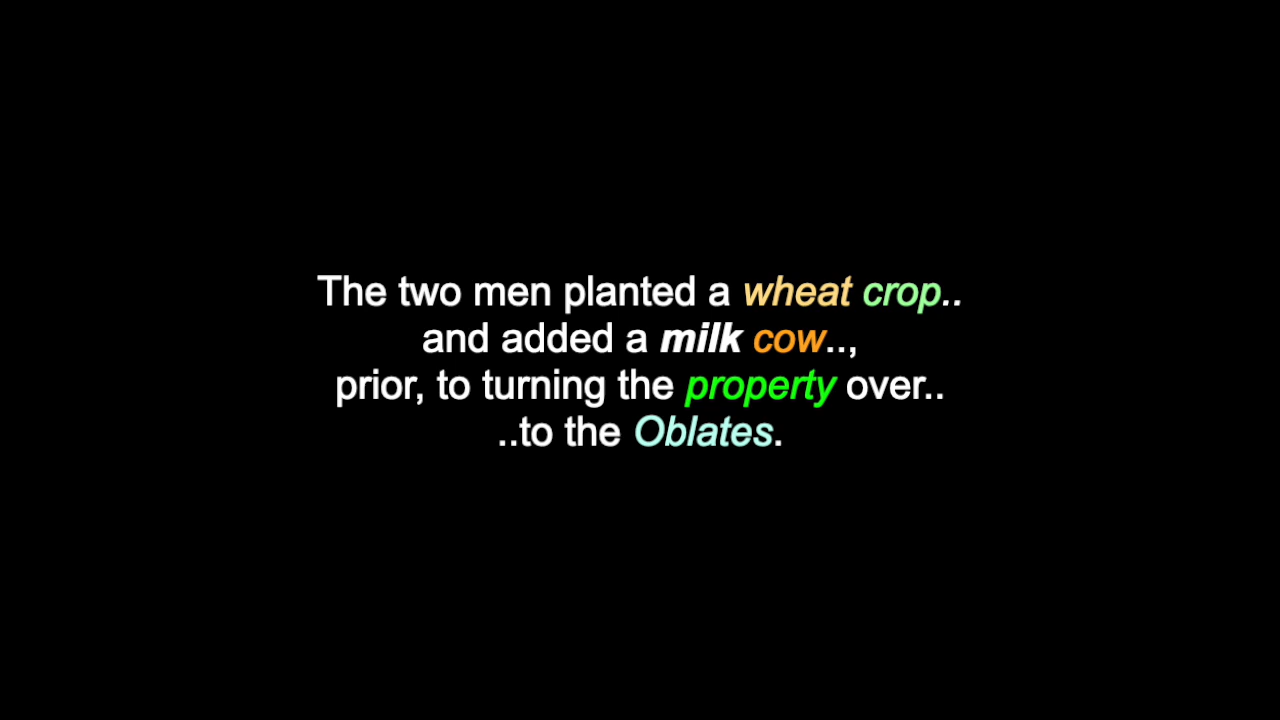 The two men planted a wheat crop..
and added a milk cow..,
prior, to turning the property over..
..to the Oblates.